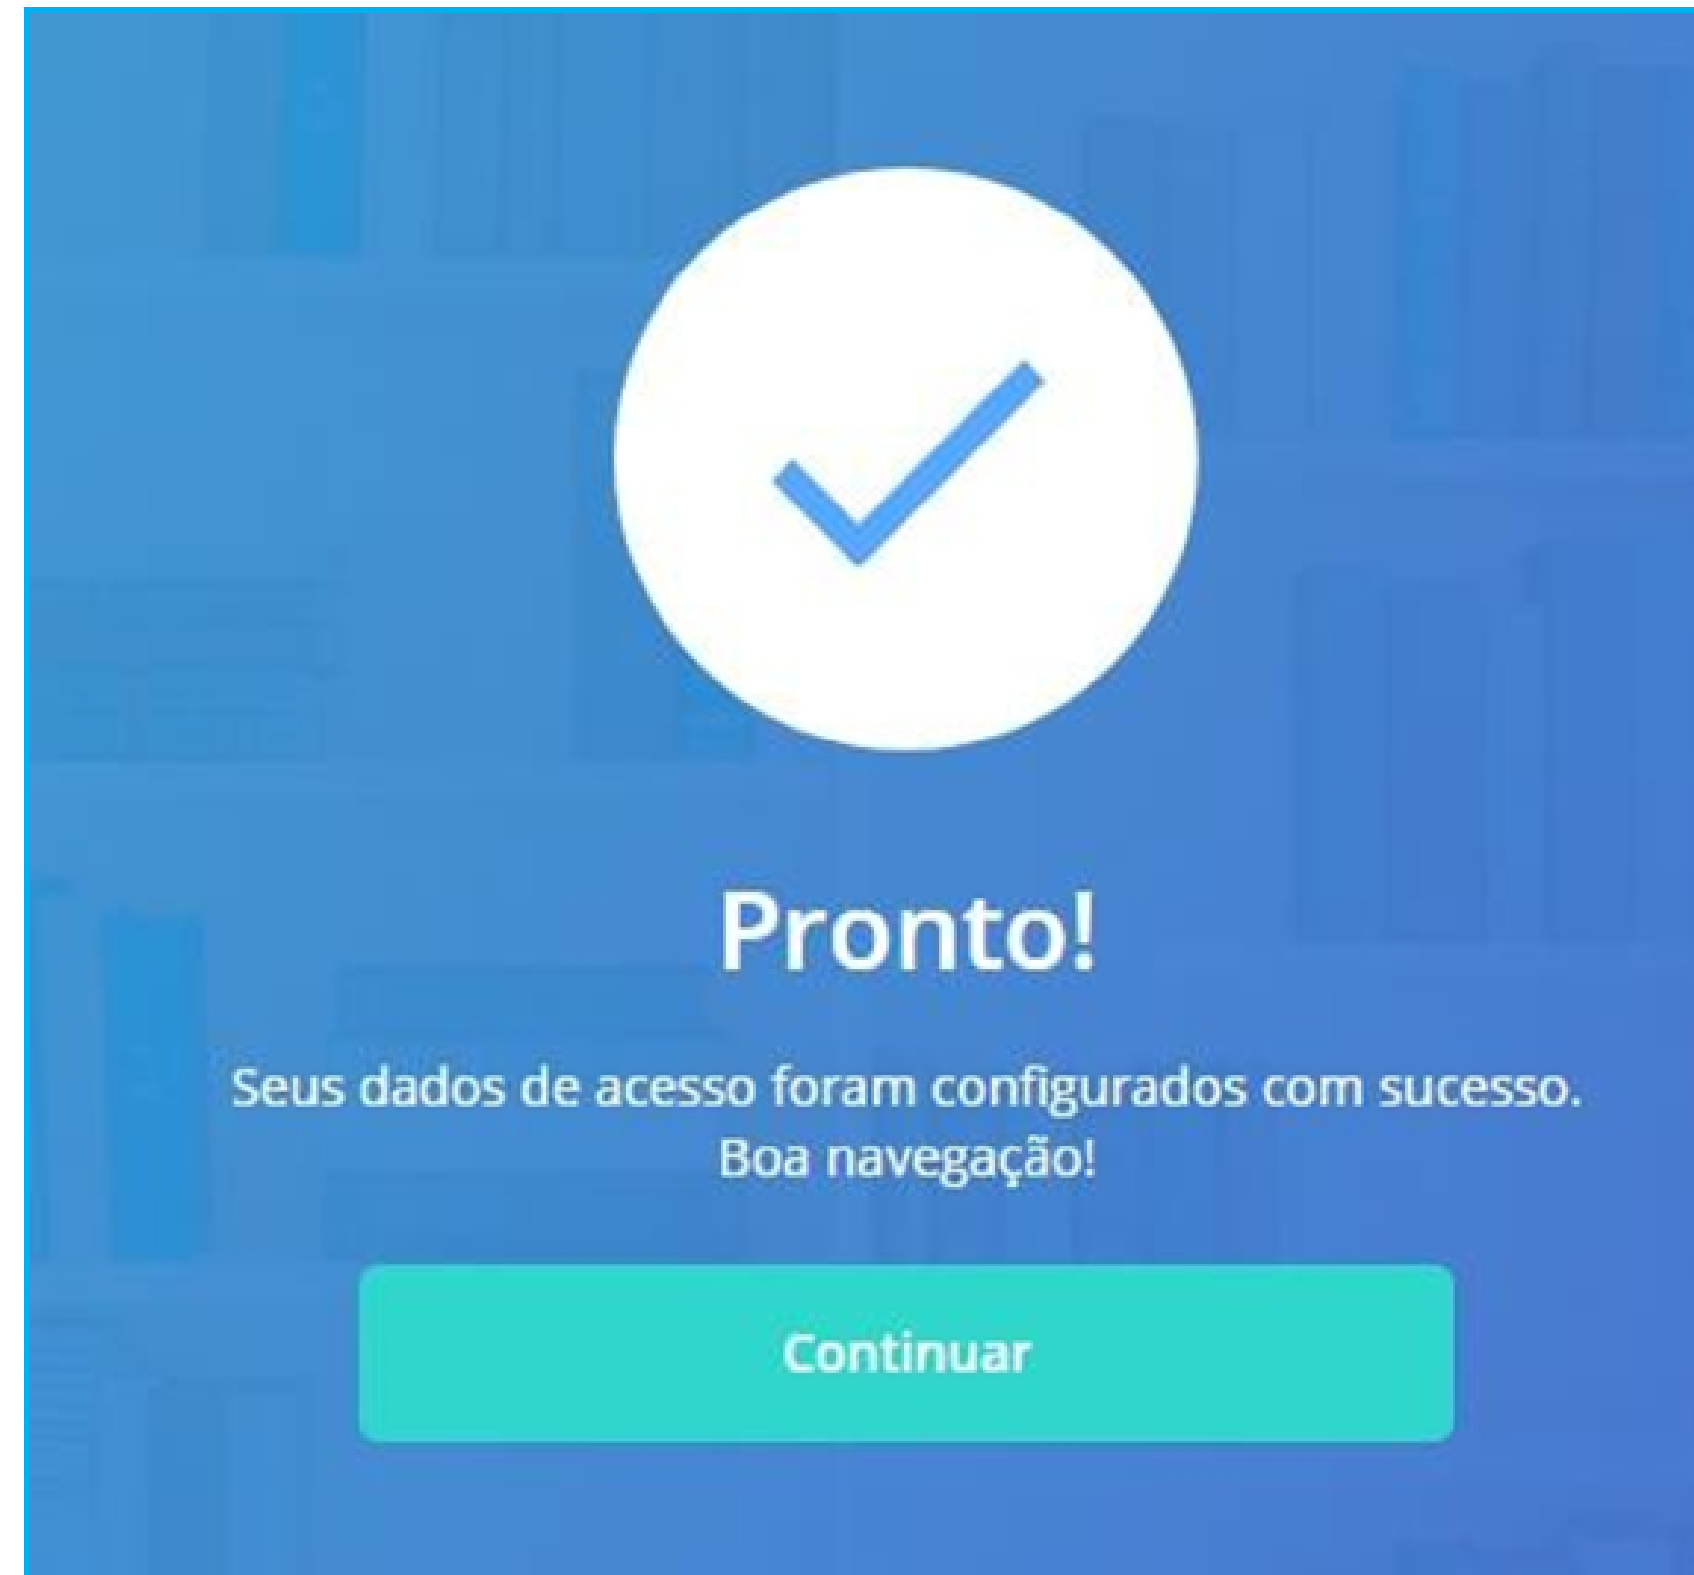 Pronto!
Seus dados de acesso foram configurados com sucesso.
Boa navegação!
Continuar